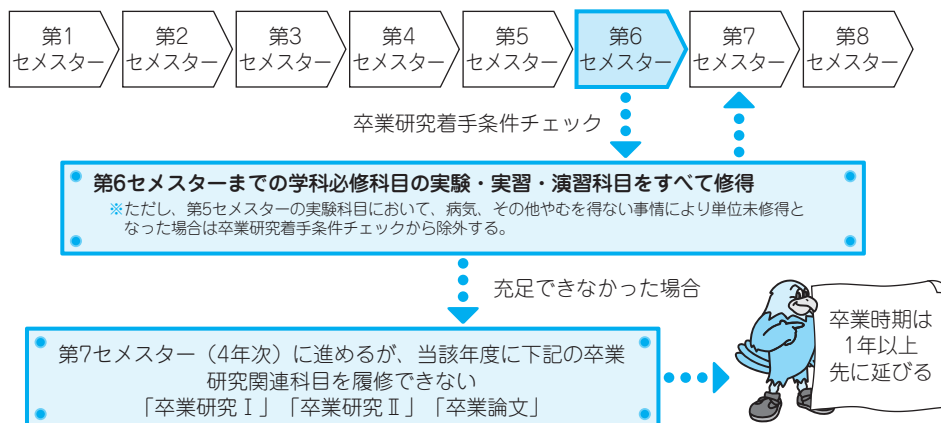 第1
セメスター
第2
セメスター
第3
セメスター
第4
セメスター
第5
セメスター
第6
セメスター
第7
セメスター
第8
セメスター
卒業研究着手条件チェック
第6セメスターまでの学科必修科目の実験・実習・演習科目をすべて修得
※ただし、第5セメスターの実験科目において、病気、その他やむを得ない事情により単位未修得と
なった場合は卒業研究着手条件チェックから除外する。
充足できなかった場合
第7セメスター（4年次）に進めるが、当該年度に下記の卒業
研究関連科目を履修できない
「卒業研究Ⅰ」「卒業研究Ⅱ」「卒業論文」
卒業時期は
1年以上
先に延びる